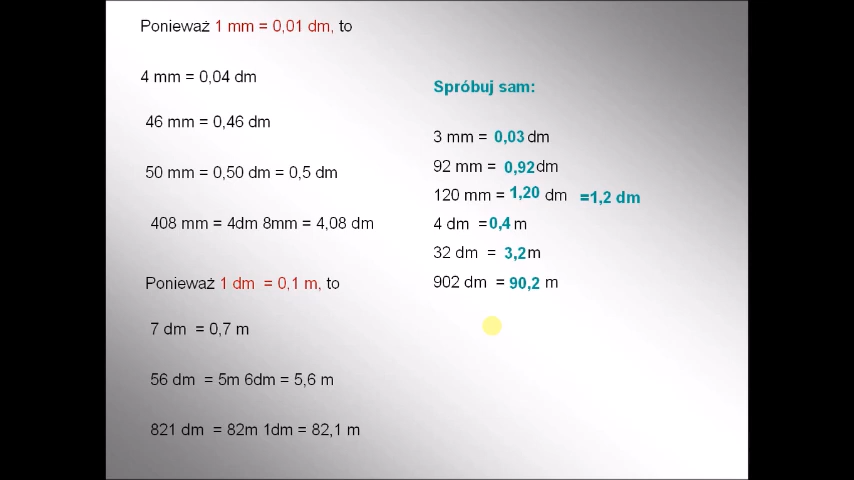 Ponieważ 1 mm = 0,01 dm, to
4 mm = 0,04 dm
46 mm = 0,46 dm
50 mm = 0,50 dm = 0,5 dm
408 mm = 4dm 8mm = 4,08 dm
Ponieważ 1 dm = 0,1 m, to
7 dm = 0,7 m
56 dm = 5m 6dm = 5,6 m
821 dm = 82m 1dm = 82,1 m
Spróbuj sam:
3 mm = 0,03 dm
92 mm = 0,92 dm
120 mm = 1,20 dm =1,2 dm
4 dm =0,4 m
32 dm = 3,2 m
902 dm = 90,2 m